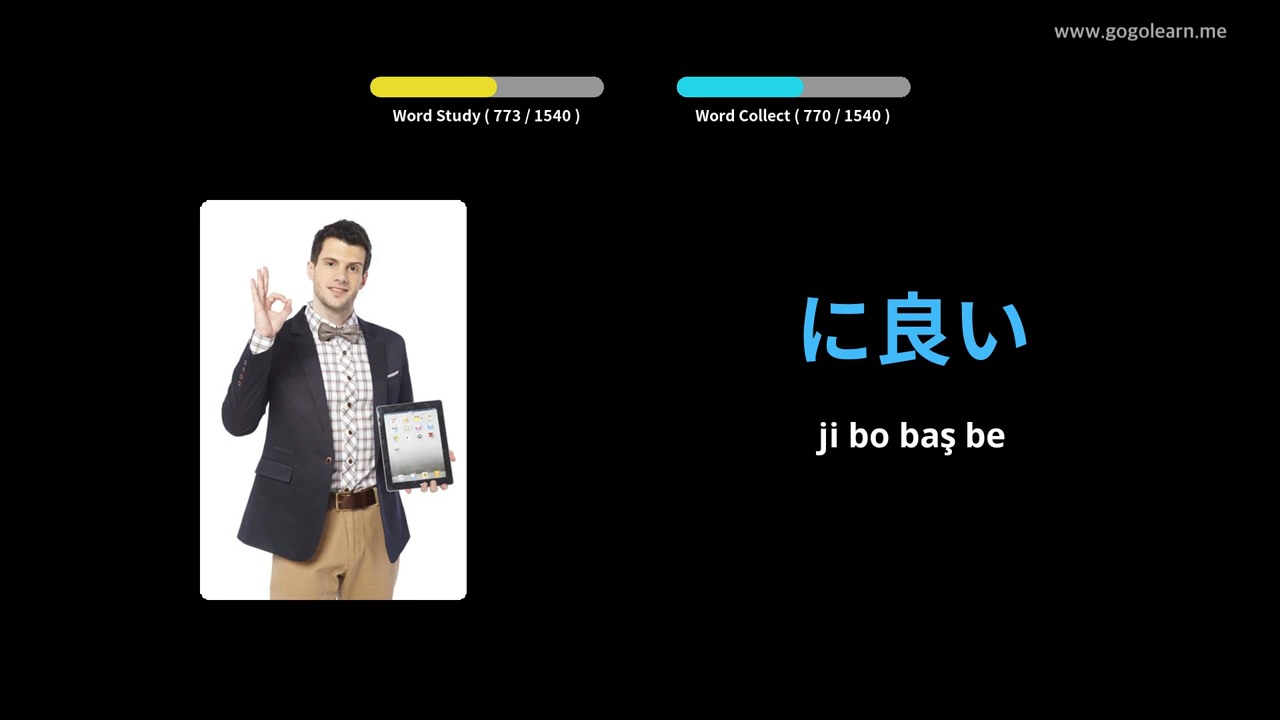 www.gogolearn.me
Word Study ( 773 / 1540 )
Word Collect ( 770 / 1540 )
に良い
ji bo baş be